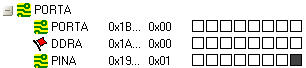 PORTA
PORTA 0x1B... 0x00
DDRA 0x1A... 0x00
PINA 0x19... 0x01